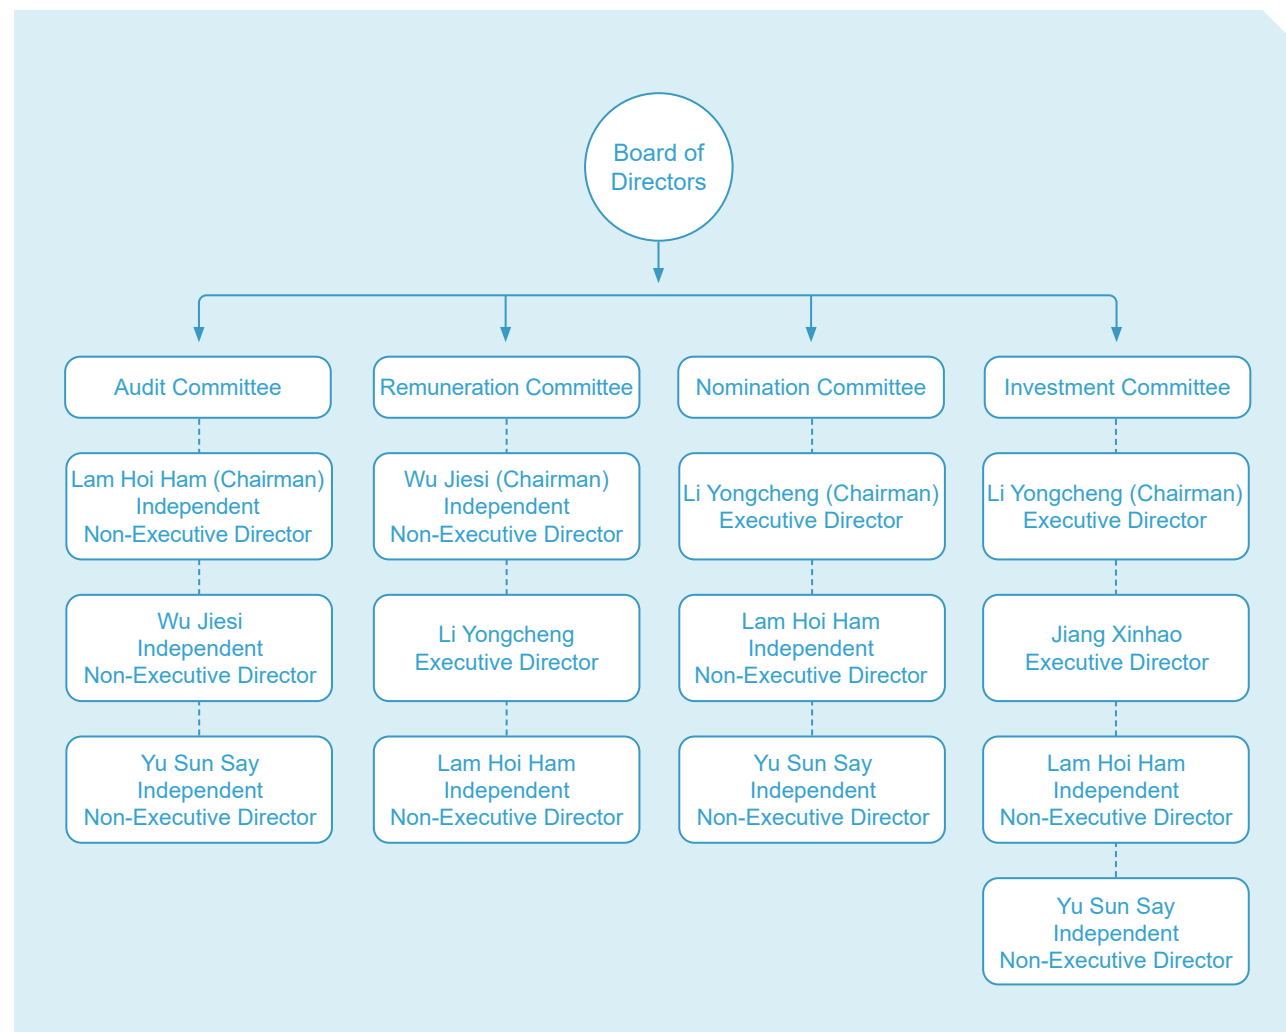 Board of
Directors
Audit Committee
Remuneration Committee
Nomination Committee
Investment Committee
Lam Hoi Ham (Chairman)
Independent
Non-Executive Director
Wu Jiesi (Chairman)
Independent
Non-Executive Director
Li Yongcheng (Chairman)
Executive Director
Li Yongcheng (Chairman)
Executive Director
Wu Jiesi
Independent
Non-Executive Director
Li Yongcheng
Executive Director
Lam Hoi Ham
Independent
Non-Executive Director
Jiang Xinhao
Executive Director
Yu Sun Say
Independent
Non-Executive Director
Lam Hoi Ham
Independent
Non-Executive Director
Yu Sun Say
Independent
Non-Executive Director
Lam Hoi Ham
Independent
Non-Executive Director
Yu Sun Say
Independent
Non-Executive Director